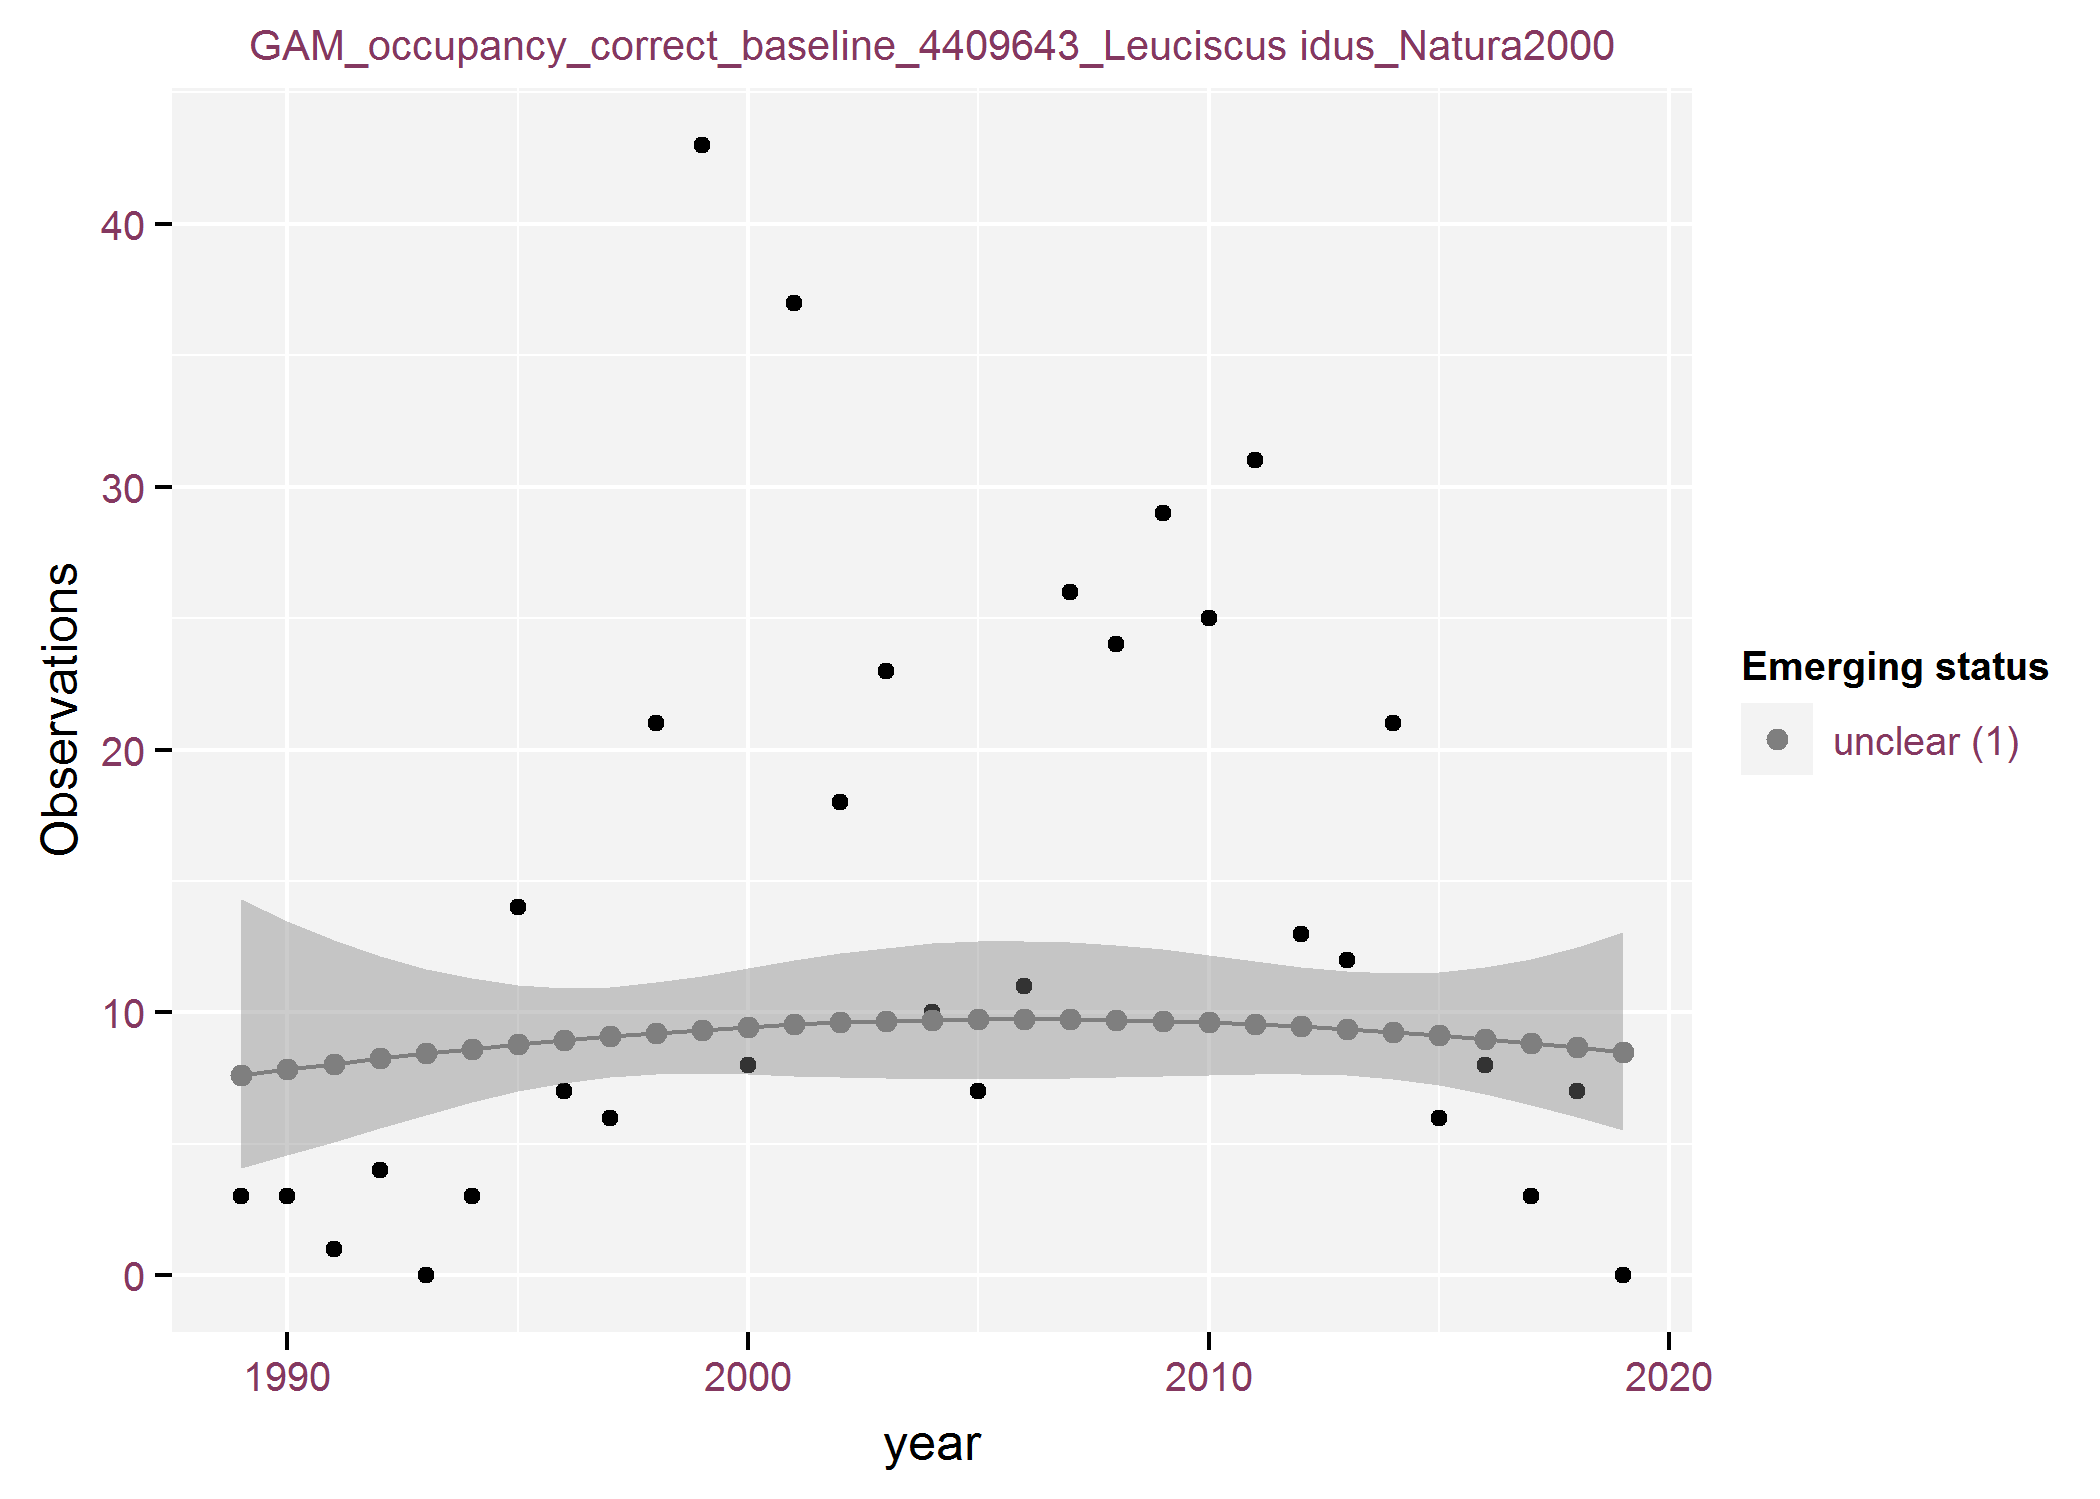 GAM_occupancy_correct_baseline_4409643_Leuciscus idus_Natura2000
Observations
40
30
20
10
0
1990 2000 2010 2020
year
Emerging status
unclear (1)